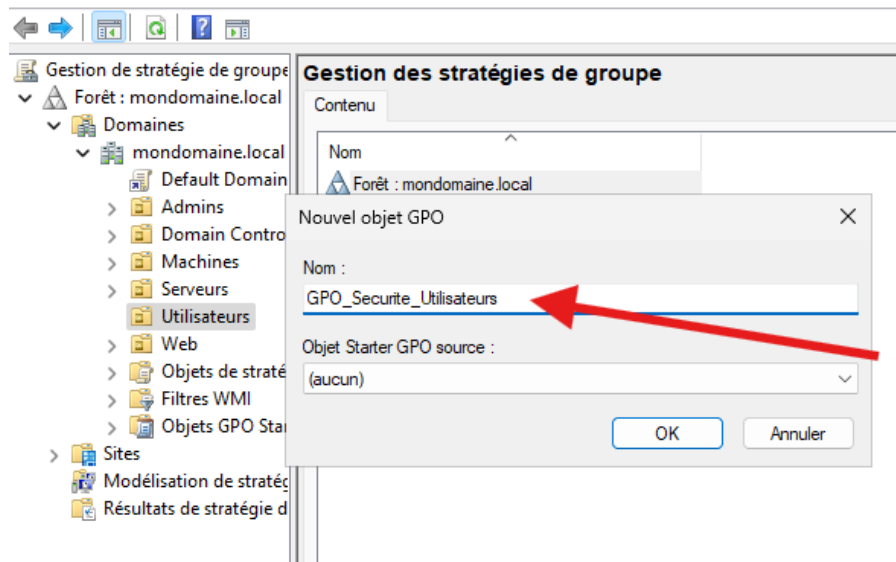 Gestion de stratégie de groupe
Forêt : mondomaine.local
Domaines
mondomaine.local
Default Domain
Admins
Domain Contro
Machines
Serveurs
Utilisateurs
Web
Objets de straté
Filtres WMI
Objets GPO Star
Sites
Modélisation de stratég
Résultats de stratégie d
Gestion des stratégies de groupe
Contenu
Nom
Forêt : mondomaine.local
Nouvel objet GPO
Nom :
GPO_Securite_Utilisateurs
Objet Starter GPO source :
(aucun)
OK
Annuler